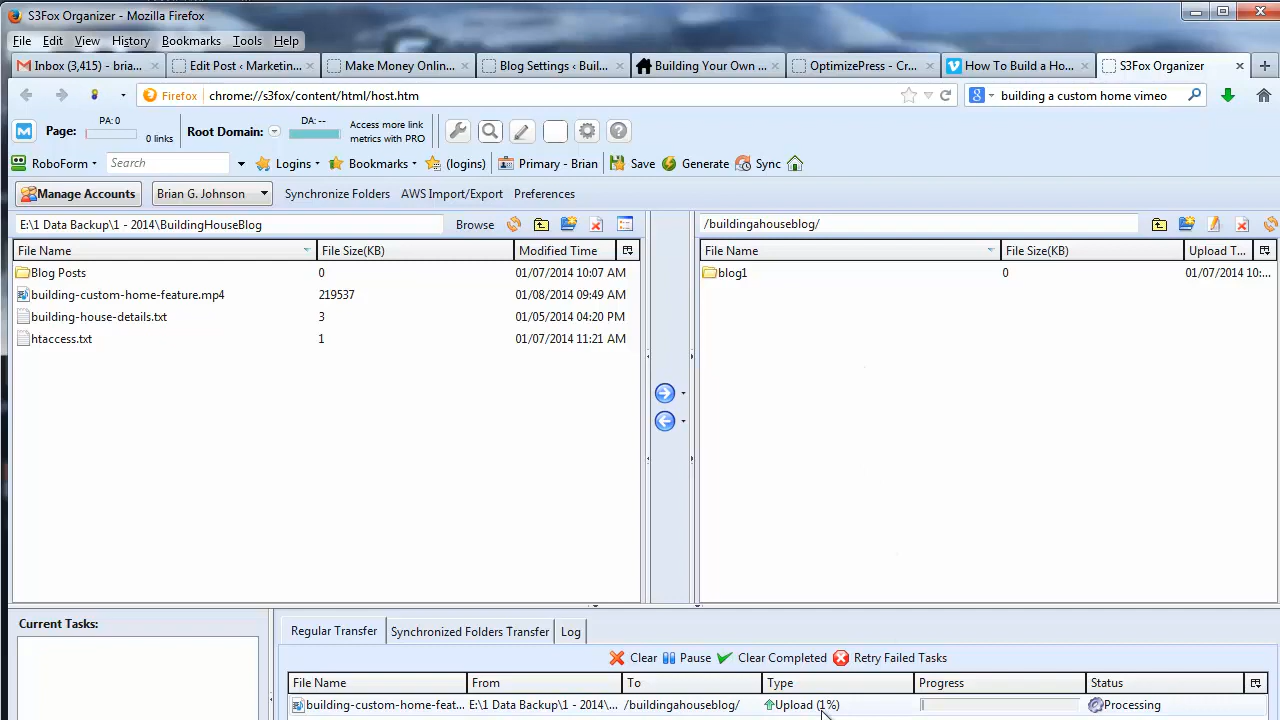 S3Fox Organizer - Mozilla Firefox
File Edit View History Bookmarks Tools Help
Inbox (3,415) - bria... Edit Post ‹ Marketin... Make Money Onlin... Blog Settings ‹ Buil... Building Your Own ... OptimizePress - Cr... How To Build a Ho... S3Fox Organizer
Firefox chrome://s3fox/content/html/host.htm building a custom home vimeo
Page: PA: 0 0 links Root Domain: DA: -- Access more link metrics with PRO
RoboForm Search Logins Bookmarks (logins) Primary - Brian Save Generate Sync
Manage Accounts Brian G. Johnson Synchronize Folders AWS Import/Export Preferences
E:\1 Data Backup\1 - 2014\BuildingHouseBlog Browse /buildingahouseblog/
File Name File Size(KB) Modified Time File Name File Size(KB) Upload T...
Blog Posts 0 01/07/2014 10:07 AM blog1 0 01/07/2014 10:...
building-custom-home-feature.mp4 219537 01/08/2014 09:49 AM
building-house-details.txt 3 01/05/2014 04:20 PM
htaccess.txt 1 01/07/2014 11:21 AM
Current Tasks: Regular Transfer Synchronized Folders Transfer Log
Clear Pause Clear Completed Retry Failed Tasks
File Name From To Type Progress Status
building-custom-home-feat... E:\1 Data Backup\1 - 2014\... /buildingahouseblog/ Upload (1%) Processing